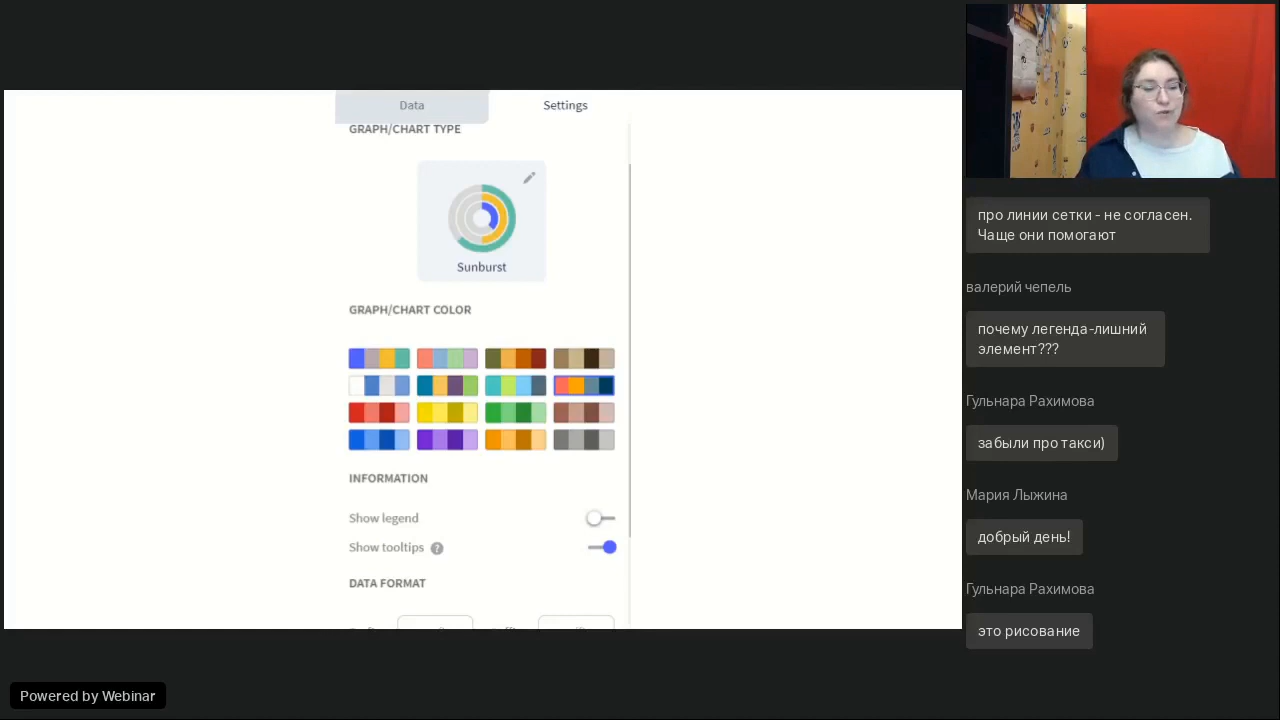 Data
Settings
GRAPH/CHART TYPE
Sunburst
GRAPH/CHART COLOR
INFORMATION
Show legend
Show tooltips ?
DATA FORMAT
про линии сетки - не согласен.
Чаще они помогают
валерий чепель
почему легенда-лишний
элемент???
Гульнара Рахимова
забыли про такси)
Мария Лыжина
добрый день!
Гульнара Рахимова
это рисование
Powered by Webinar